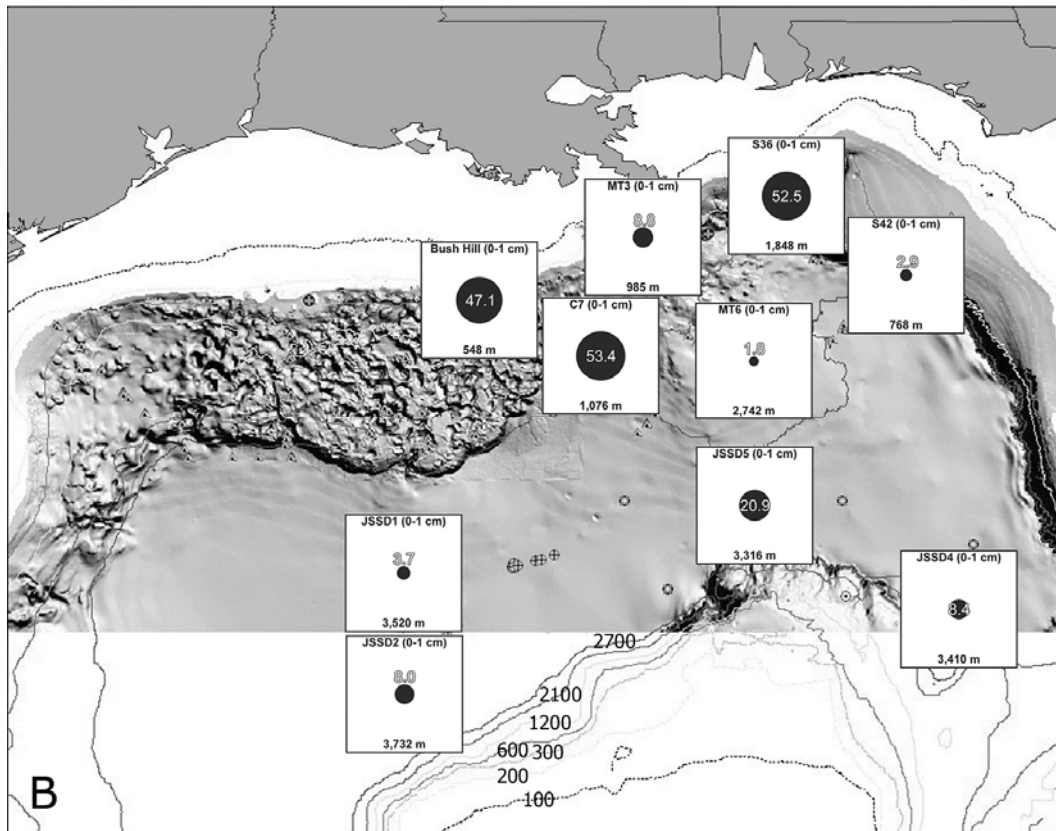 S36 (0-1 cm)
52.5
1,848 m
MT3 (0-1 cm)
8.8
985 m
S42 (0-1 cm)
2.9
768 m
Bush Hill (0-1 cm)
47.1
548 m
C7 (0-1 cm)
53.4
1,076 m
MT6 (0-1 cm)
1.8
2,742 m
JSSD5 (0-1 cm)
20.9
3,316 m
JSSD1 (0-1 cm)
3.7
3,520 m
JSSD4 (0-1 cm)
8.4
3,410 m
JSSD2 (0-1 cm)
8.0
3,732 m
2700
2100
1200
600 300
200
100
B